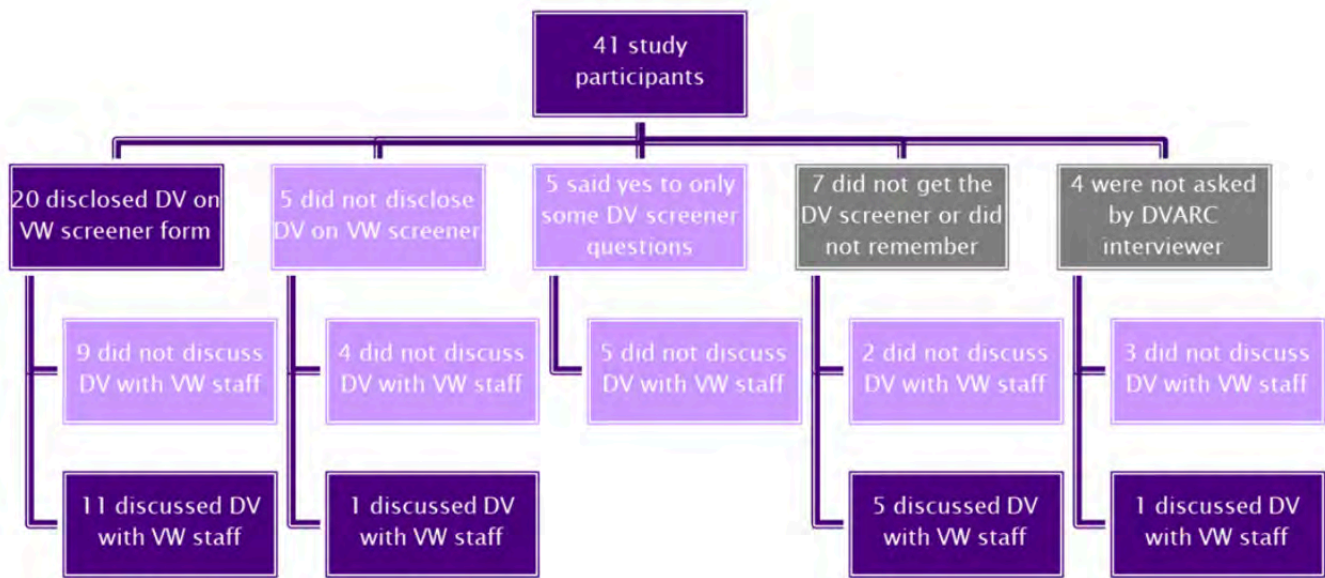 41 study
participants
20 disclosed DV on
VW screener form
5 did not disclose
DV on VW screener
5 said yes to only
some DV screener
questions
7 did not get the
DV screener or did
not remember
4 were not asked
by DVARC
interviewer
9 did not discuss
DV with VW staff
4 did not discuss
DV with VW staff
5 did not discuss
DV with VW staff
2 did not discuss
DV with VW staff
3 did not discuss
DV with VW staff
11 discussed DV
with VW staff
1 discussed DV
with VW staff
5 discussed DV
with VW staff
1 discussed DV
with VW staff